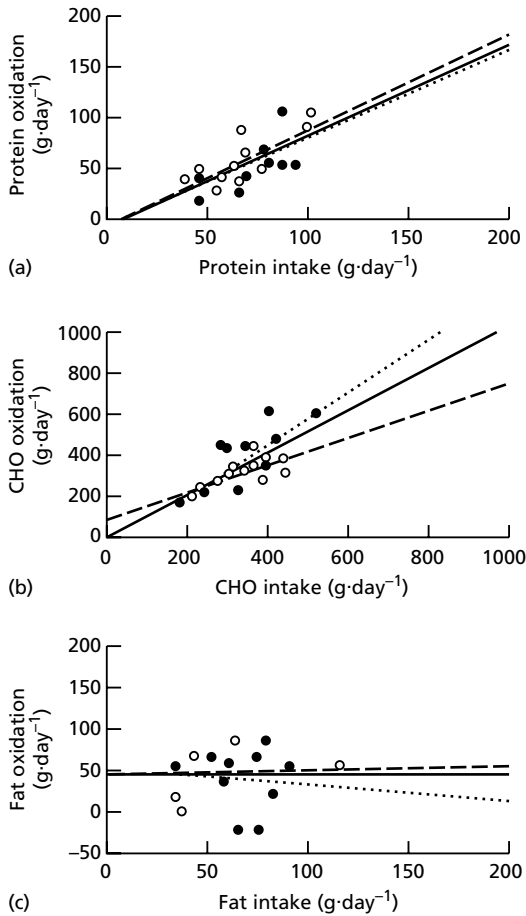 200
150
100
50
0
Protein oxidation
(g·day⁻¹)
0 50 100 150 200
(a) Protein intake (g·day⁻¹)
1000
800
600
400
200
0
CHO oxidation
(g·day⁻¹)
0 200 400 600 800 1000
(b) CHO intake (g·day⁻¹)
200
150
100
50
0
−50
Fat oxidation
(g·day⁻¹)
0 50 100 150 200
(c) Fat intake (g·day⁻¹)